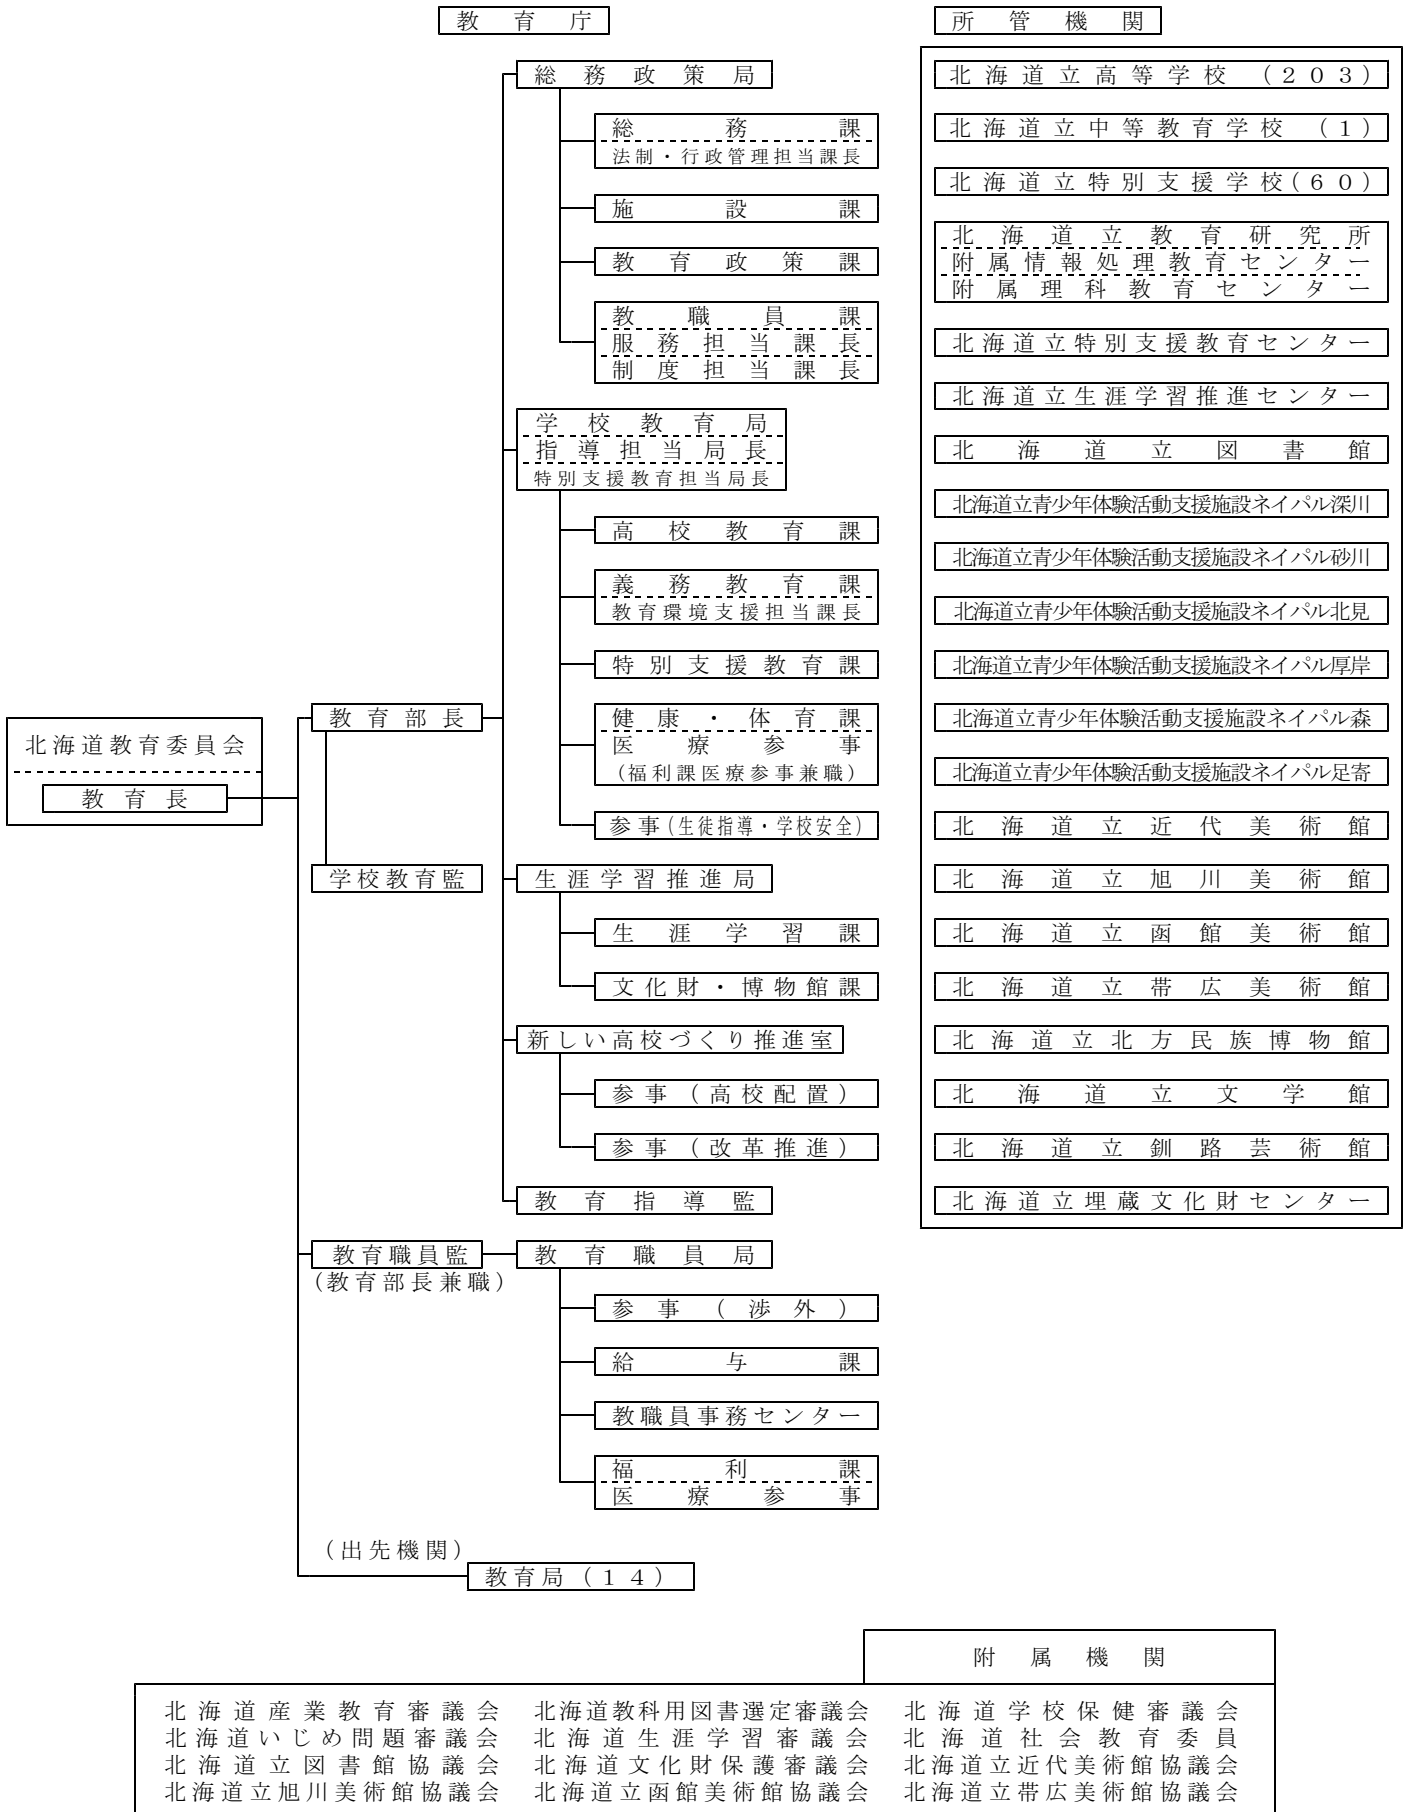 教育庁
総務政策局
総務課
法制・行政管理担当課長
施設課
教育政策課
教職員課
服務担当課長
制度担当課長
学校教育局
指導担当局長
特別支援教育担当局長
高校教育課
義務教育課
教育環境支援担当課長
特別支援教育課
教育部長
健康・体育課
医療参事
(福利課医療参事兼職)
北海道教育委員会
教育長
参事(生徒指導・学校安全)
学校教育監
生涯学習推進局
生涯学習課
文化財・博物館課
新しい高校づくり推進室
参事(高校配置)
参事(改革推進)
教育指導監
教育職員監
(教育部長兼職)
教育職員局
参事(渉外)
給与課
教職員事務センター
福利課
医療参事
(出先機関)
教育局(14)
所管機関
北海道立高等学校 (203)
北海道立中等教育学校 (1)
北海道立特別支援学校(60)
北海道立教育研究所
附属情報処理教育センター
附属理科教育センター
北海道立特別支援教育センター
北海道立生涯学習推進センター
北海道立図書館
北海道立青少年体験活動支援施設ネイパル深川
北海道立青少年体験活動支援施設ネイパル砂川
北海道立青少年体験活動支援施設ネイパル北見
北海道立青少年体験活動支援施設ネイパル厚岸
北海道立青少年体験活動支援施設ネイパル森
北海道立青少年体験活動支援施設ネイパル足寄
北海道立近代美術館
北海道立旭川美術館
北海道立函館美術館
北海道立帯広美術館
北海道立北方民族博物館
北海道立文学館
北海道立釧路芸術館
北海道立埋蔵文化財センター
附属機関
北海道産業教育審議会 北海道教科用図書選定審議会 北海道学校保健審議会
北海道いじめ問題審議会 北海道生涯学習審議会 北海道社会教育委員
北海道立図書館協議会 北海道文化財保護審議会 北海道立近代美術館協議会
北海道立旭川美術館協議会 北海道立函館美術館協議会 北海道立帯広美術館協議会